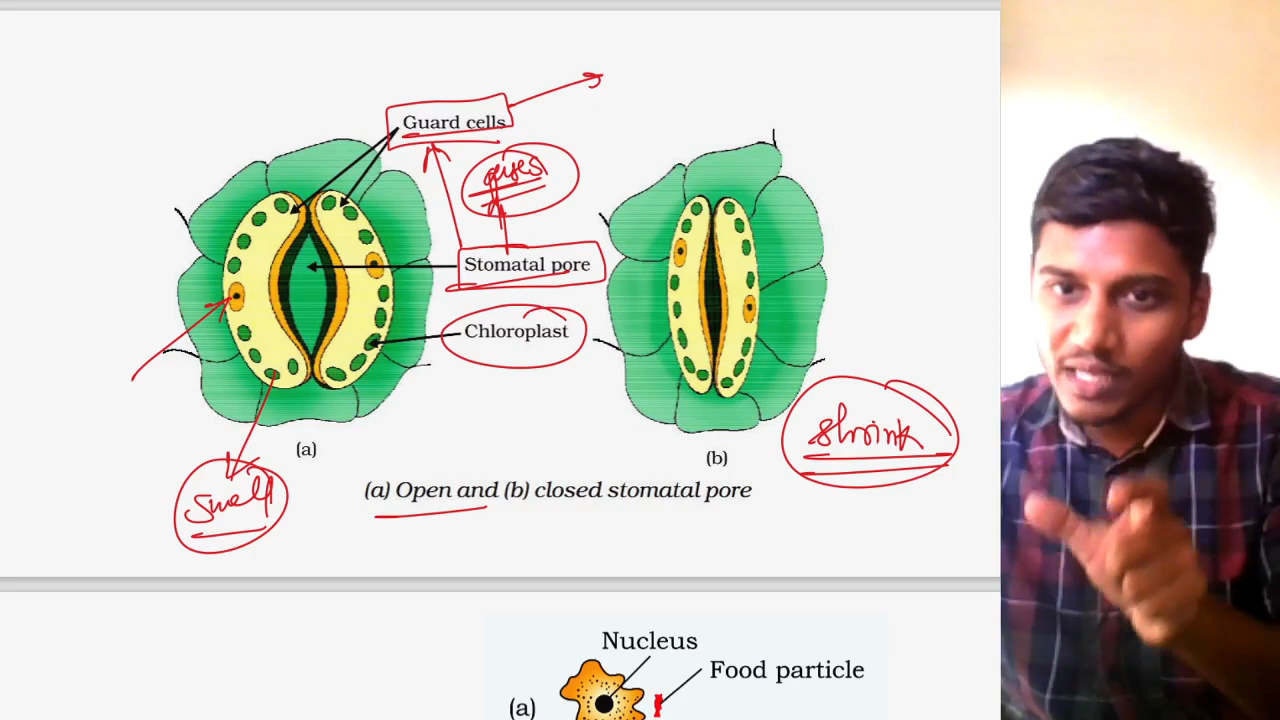 Guard cells
gases
Stomatal pore
Chloroplast
shrink
(a)
(b)
swell
(a) Open and (b) closed stomatal pore
Nucleus
Food particle
(a)